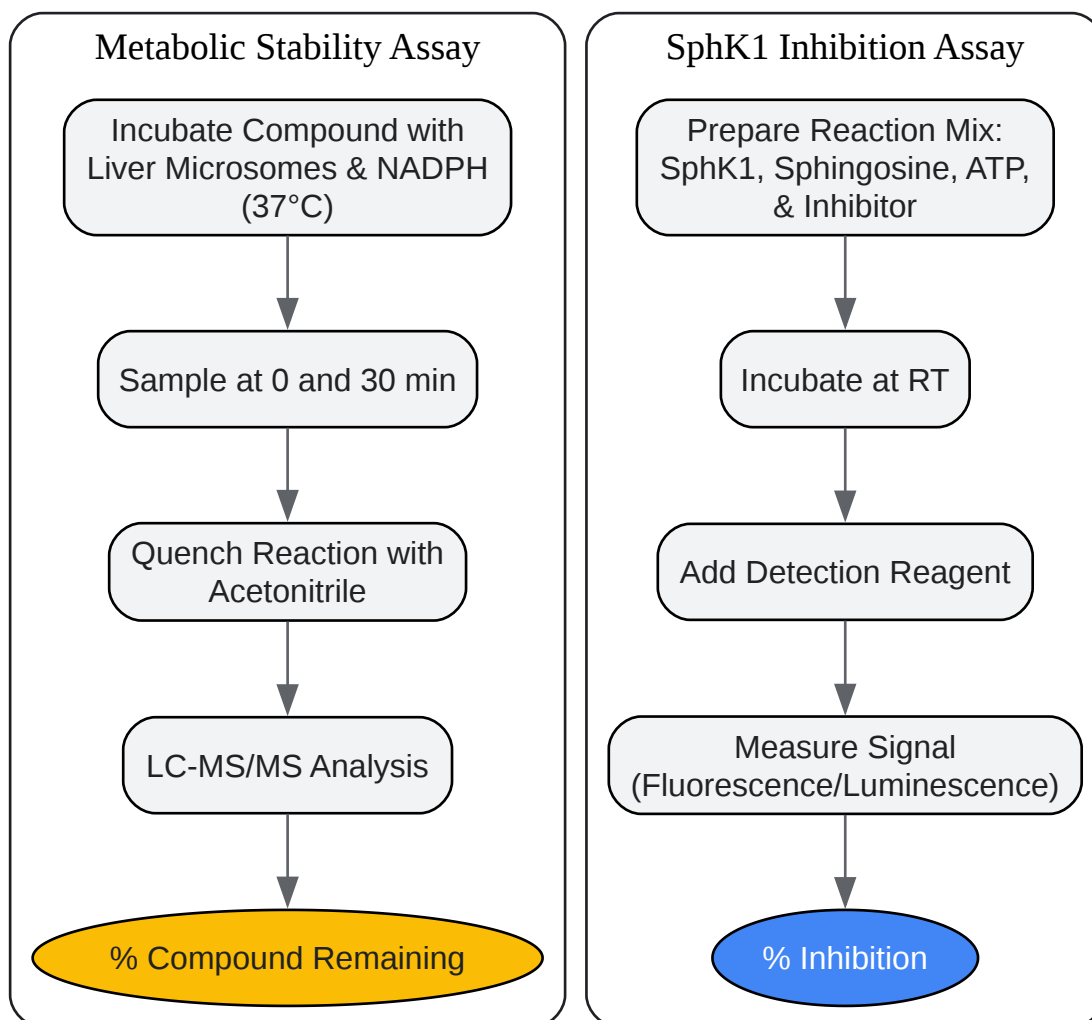 Metabolic Stability Assay
Incubate Compound with
Liver Microsomes & NADPH
(37°C)
Sample at 0 and 30 min
Quench Reaction with
Acetonitrile
LC-MS/MS Analysis
% Compound Remaining
SphK1 Inhibition Assay
Prepare Reaction Mix:
SphK1, Sphingosine, ATP,
& Inhibitor
Incubate at RT
Add Detection Reagent
Measure Signal
(Fluorescence/Luminescence)
% Inhibition